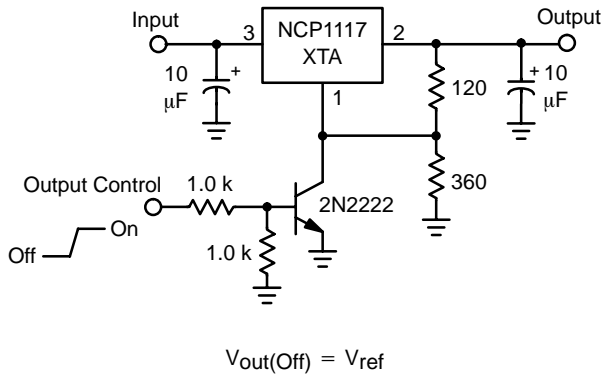 Input
3
NCP1117
XTA
2
Output
10
μF
+
1
120
+
10
μF
360
Output Control
1.0 k
2N2222
1.0 k
On
Off
Vout(Off) = Vref